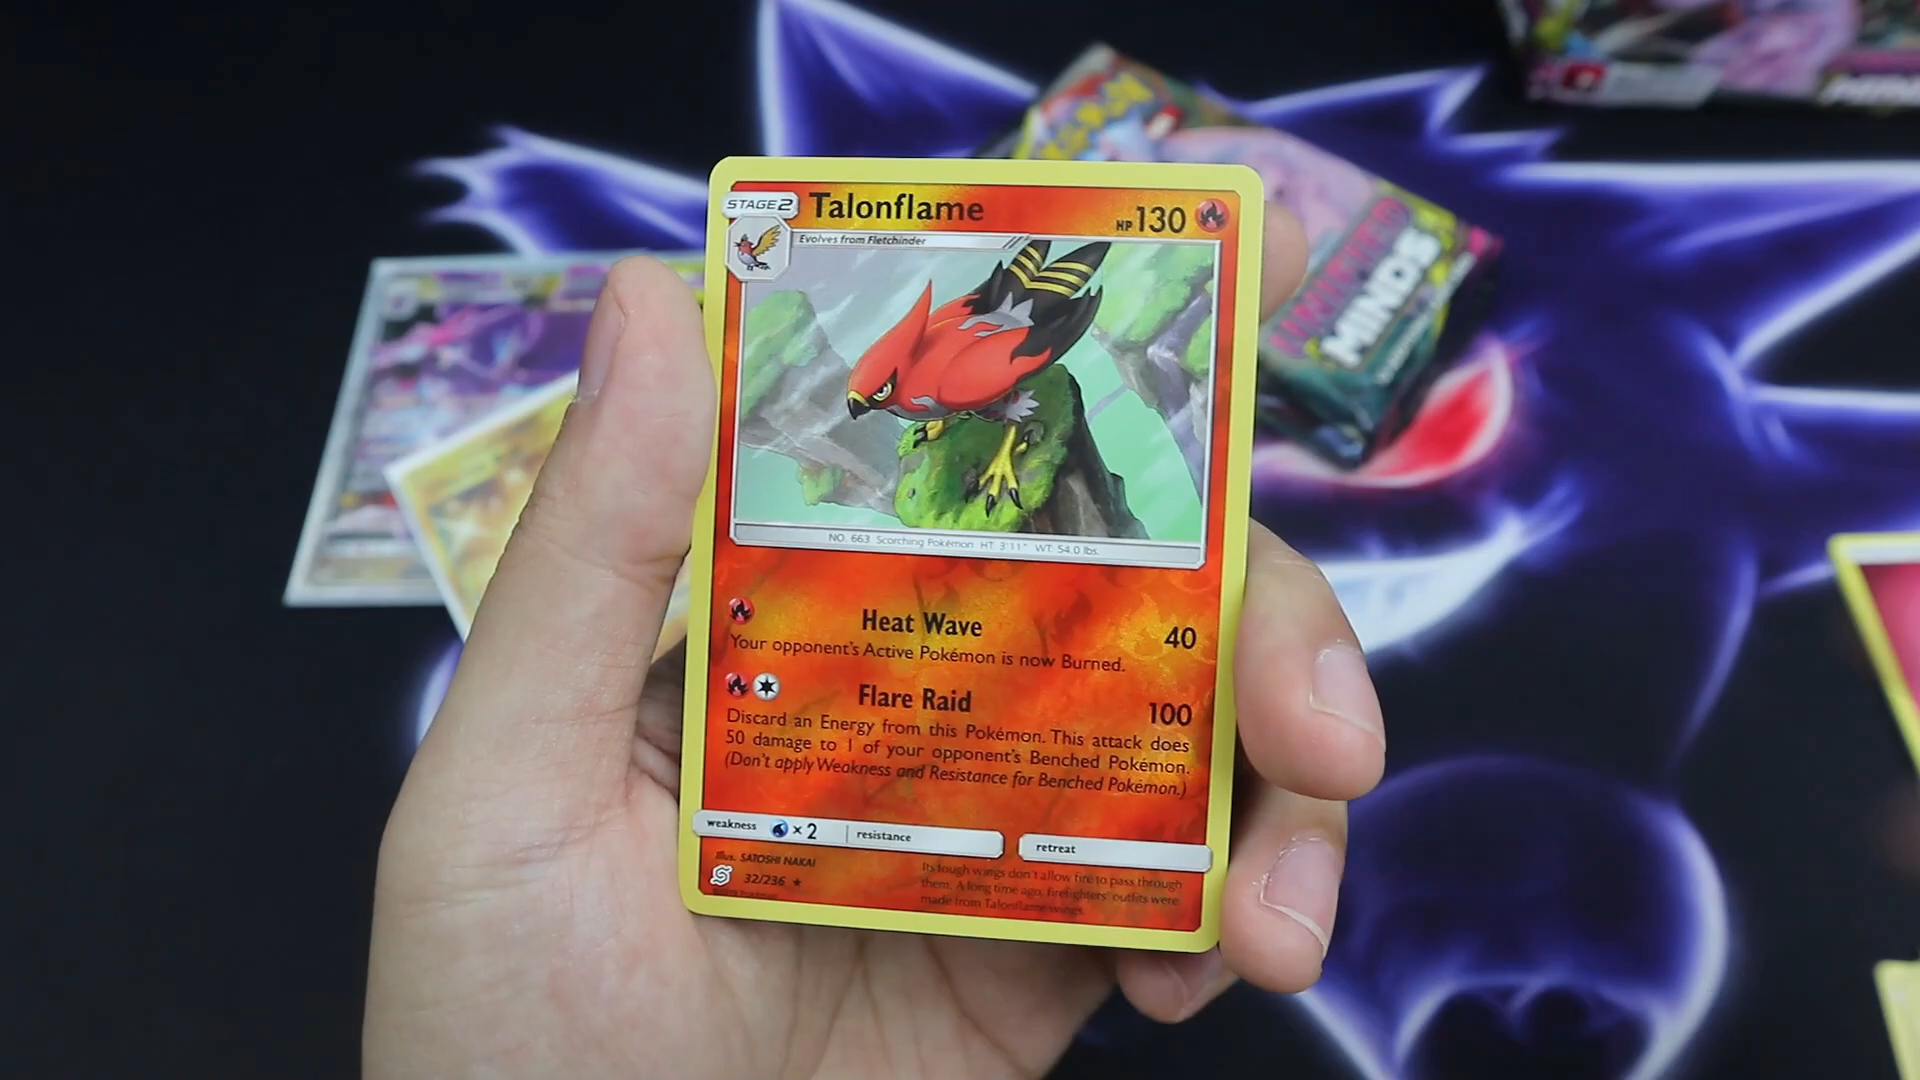 STAGE2 Talonflame HP 130
Evolves from Fletchinder
NO. 663 Scorching Pokémon HT: 3'11" WT: 54.0 lbs.
Heat Wave 40
Your opponent's Active Pokémon is now Burned.
Flare Raid 100
Discard an Energy from this Pokémon. This attack does
50 damage to 1 of your opponent's Benched Pokémon.
(Don't apply Weakness and Resistance for Benched Pokémon.)
weakness ×2 resistance retreat
Illus. SATOSHI NAKAI
32/236 ★
Its tough wings don't allow fire to pass through
them. A long time ago, firefighters' outfits were
made from Talonflame wings.
UNIFIED
MINDS